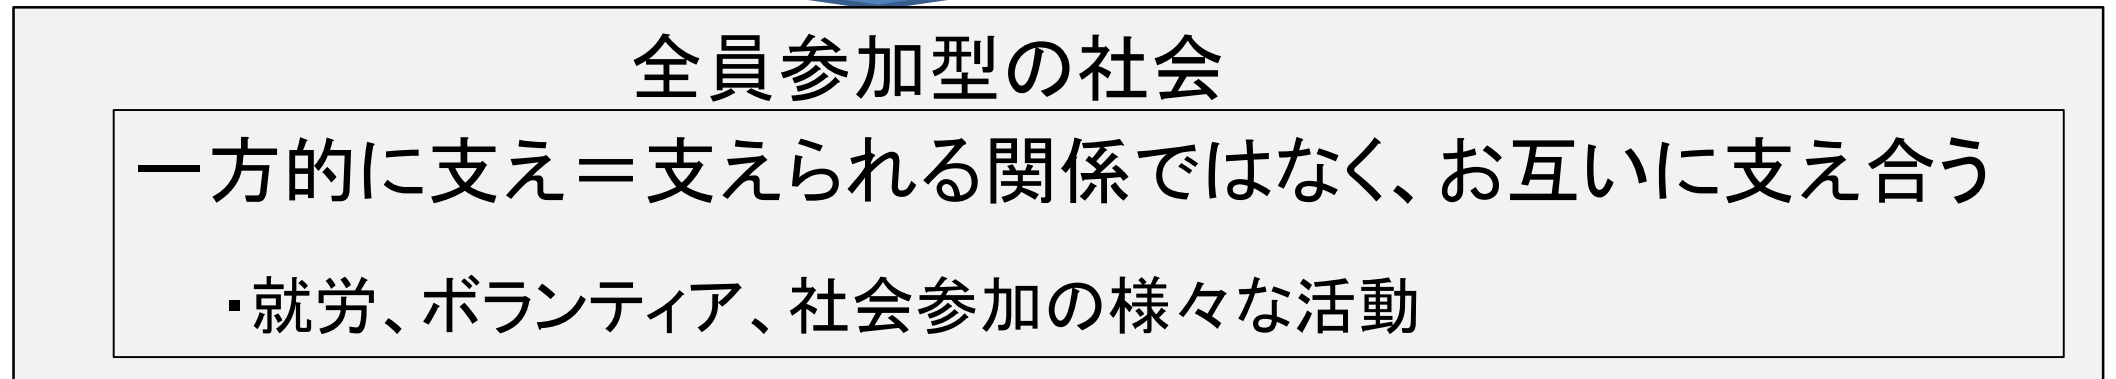 全員参加型の社会
一方的に支え＝支えられる関係ではなく、お互いに支え合う
・就労、ボランティア、社会参加の様々な活動